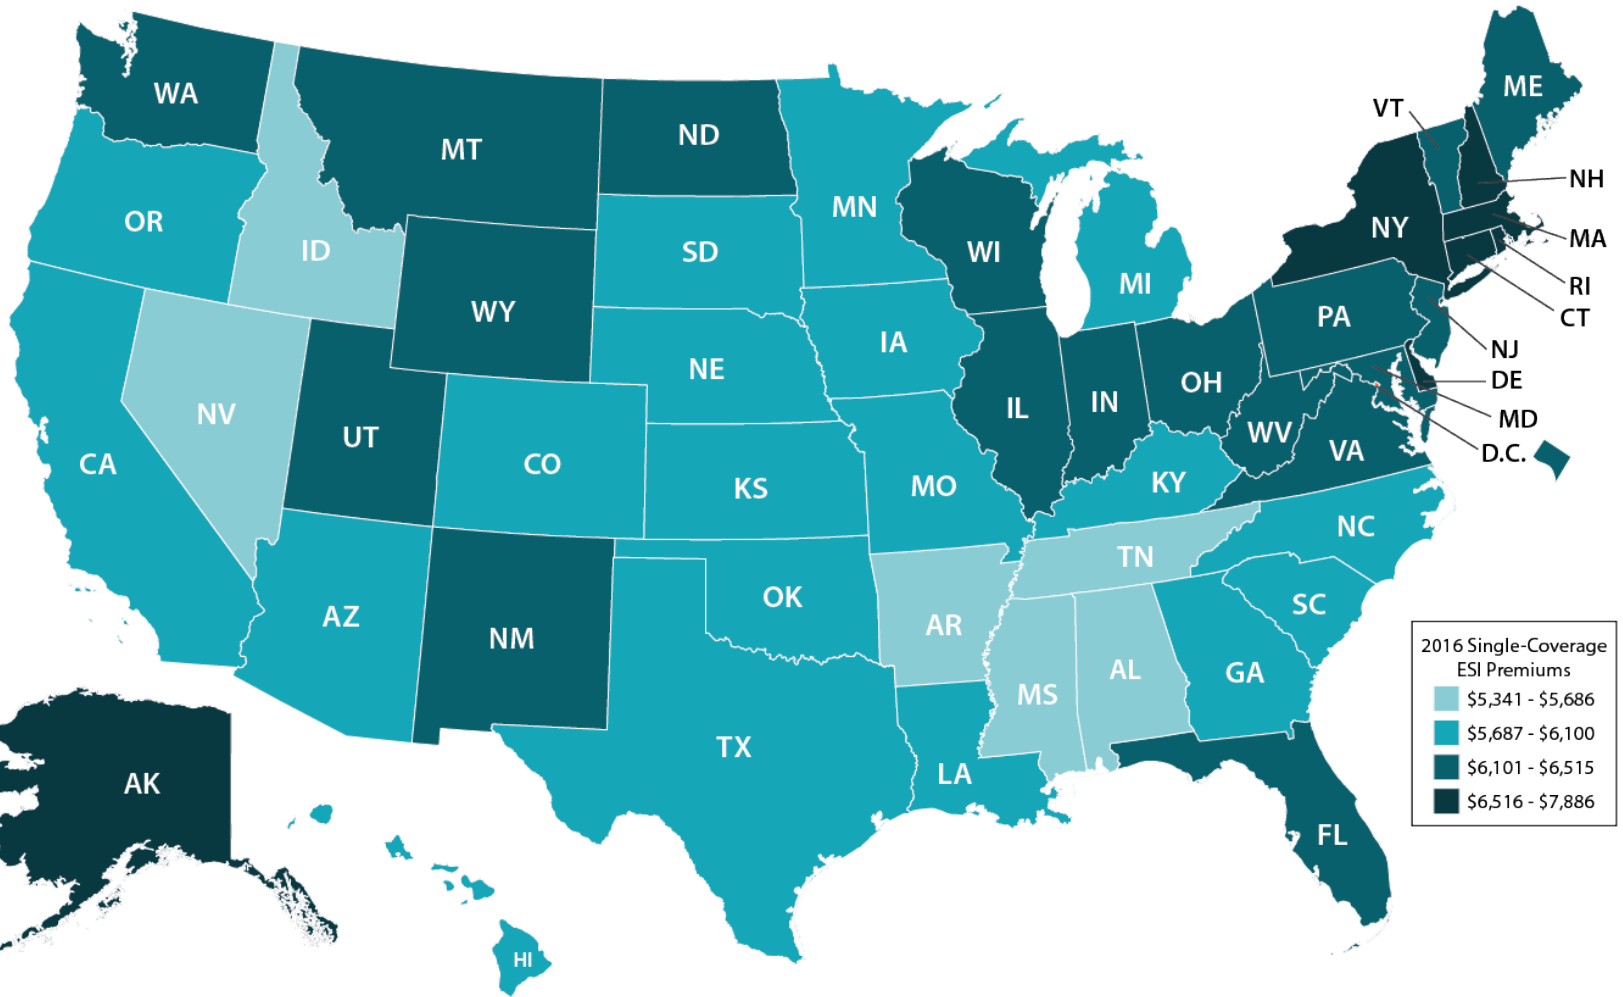 WA
MT
ND
ME
VT
OR
ID
MN
NH
SD
WI
NY
MA
MI
RI
WY
CT
PA
IA
NE
NJ
OH
DE
NV
UT
IL
IN
MD
WV
VA
D.C.
CA
CO
KS
MO
KY
NC
TN
AZ
OK
SC
NM
AR
AL
GA
MS
TX
LA
AK
FL
HI
2016 Single-Coverage
ESI Premiums
$5,341 - $5,686
$5,687 - $6,100
$6,101 - $6,515
$6,516 - $7,886